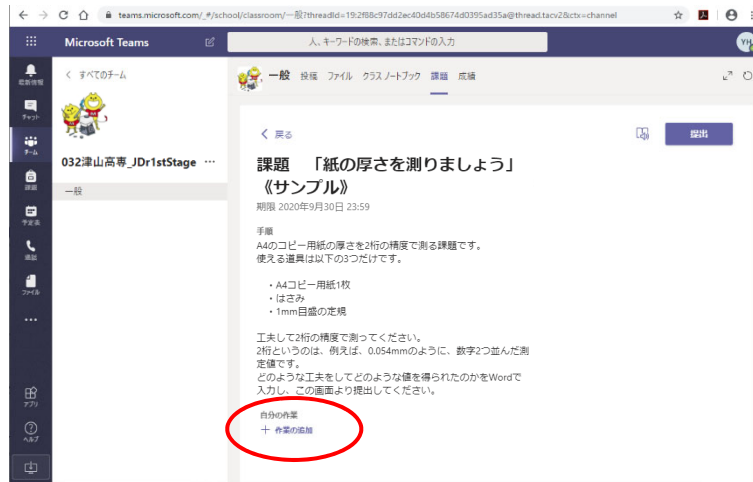 teams.microsoft.com/_#/school/classroom/一般?threadId=19:2f88c97dd2ec40d4b58674d0395ad35a@thread.tacv2&ctx=channel
Microsoft Teams
人、キーワードの検索、またはコマンドの入力
YH
最新情報
チャット
チーム
課題
予定表
通話
ファイル
アプリ
ヘルプ
すべてのチーム
032津山高専_JDr1stStage
一般
一般 投稿 ファイル クラス ノートブック 課題 成績
戻る
提出
課題 「紙の厚さを測りましょう」
《サンプル》
期限 2020年9月30日 23:59
手順
A4のコピー用紙の厚さを2桁の精度で測る課題です。
使える道具は以下の3つだけです。
・A4コピー用紙1枚
・はさみ
・1mm目盛の定規
工夫して2桁の精度で測ってください。
2桁というのは、例えば、0.054mmのように、数字2つ並んだ測
定値です。
どのような工夫をしてどのような値を得られたのかをWordで
入力し、この画面より提出してください。
自分の作業
＋ 作業の追加